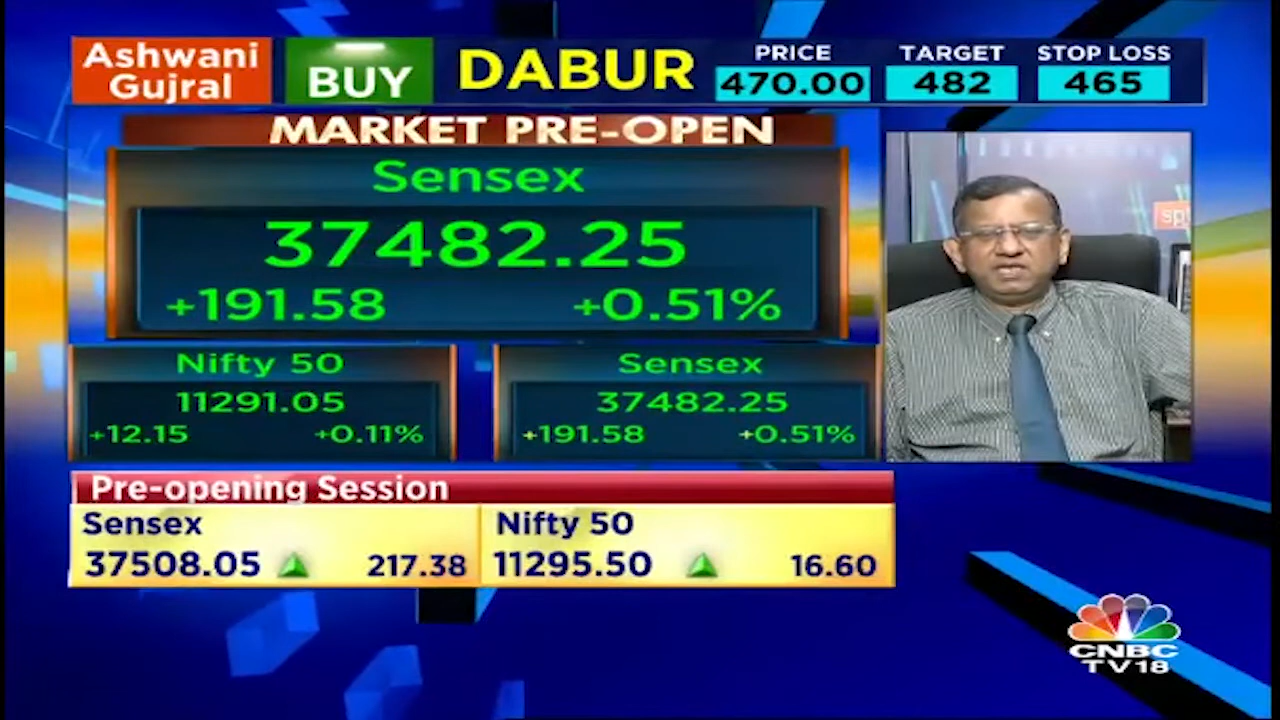 Ashwani
Gujral
BUY
DABUR
PRICE
470.00
TARGET
482
STOP LOSS
465
MARKET PRE-OPEN
Sensex
37482.25
+191.58
+0.51%
Nifty 50
11291.05
+12.15
+0.11%
Sensex
37482.25
+191.58
+0.51%
Pre-opening Session
Sensex
37508.05
217.38
Nifty 50
11295.50
16.60
CNBC
TV18